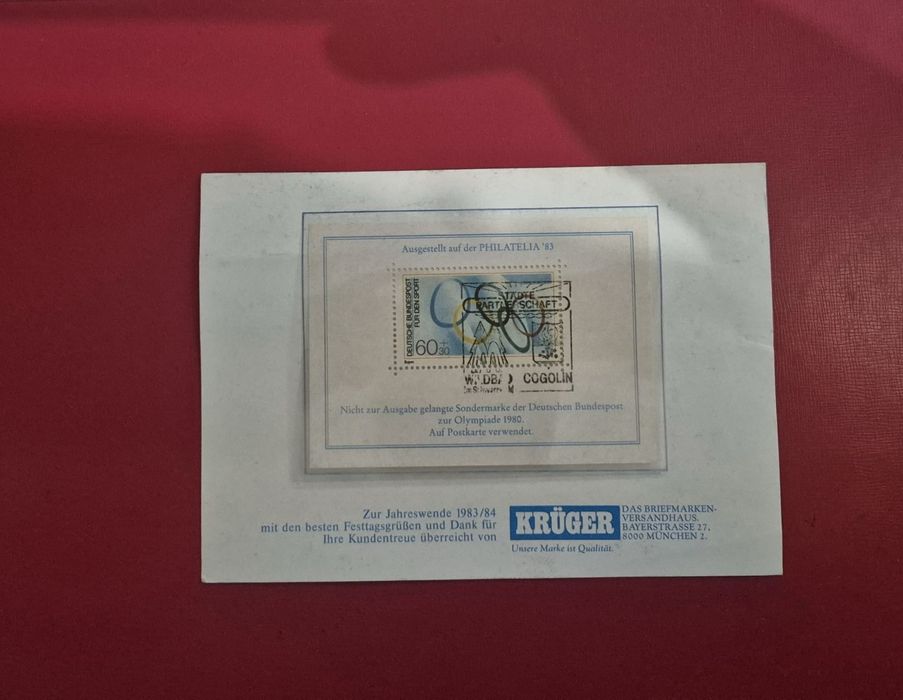 Ausgestellt auf der PHILATELIA '83
DEUTSCHE BUNDESPOST
FÜR DEN SPORT
60+30
STÄDTE
PARTNERSCHAFT
WILDBAD COGOLIN
Nicht zur Ausgabe gelangte Sondermarke der Deutschen Bundespost
zur Olympiade 1980.
Auf Postkarte verwendet.
Zur Jahreswende 1983/84
mit den besten Festtagsgrüßen und Dank für
Ihre Kundentreue überreicht von
KRÜGER
Unsere Marke ist Qualität.
DAS BRIEFMARKEN-
VERSANDHAUS.
BAYERSTRASSE 27,
8000 MÜNCHEN 2.